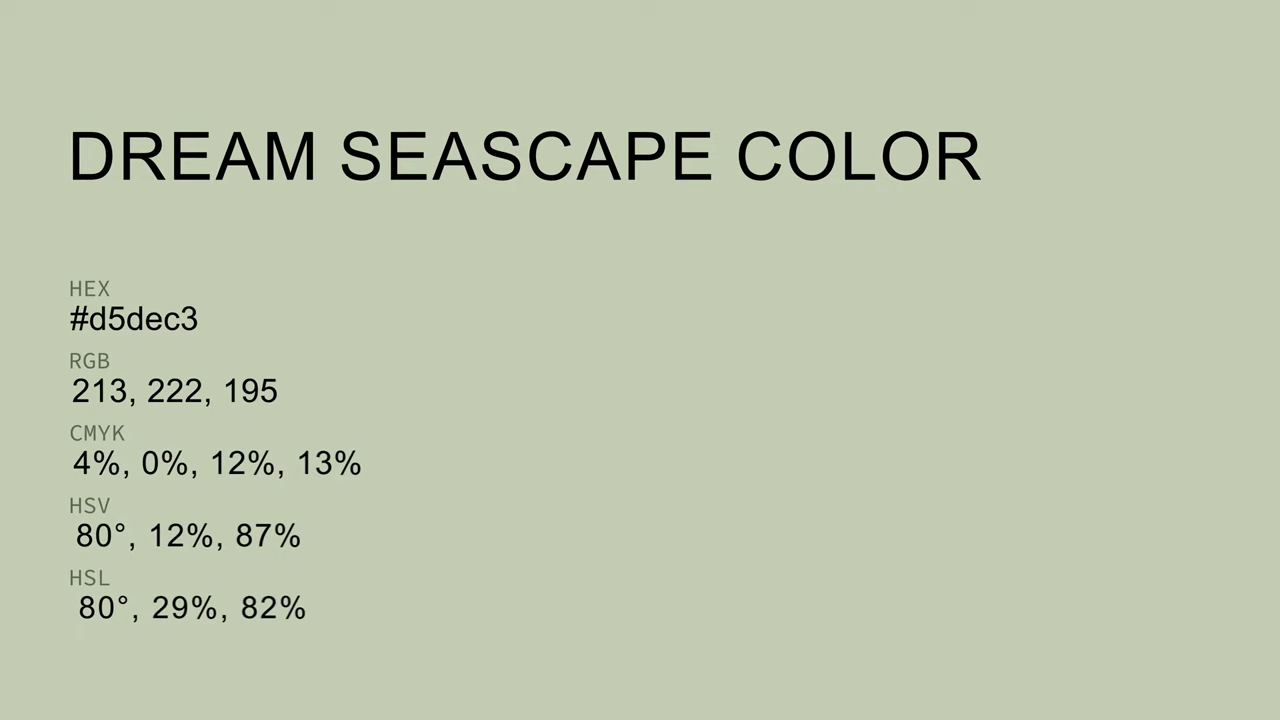 DREAM SEASCAPE COLOR
HEX
#d5dec3
RGB
213, 222, 195
CMYK
4%, 0%, 12%, 13%
HSV
80°, 12%, 87%
HSL
80°, 29%, 82%